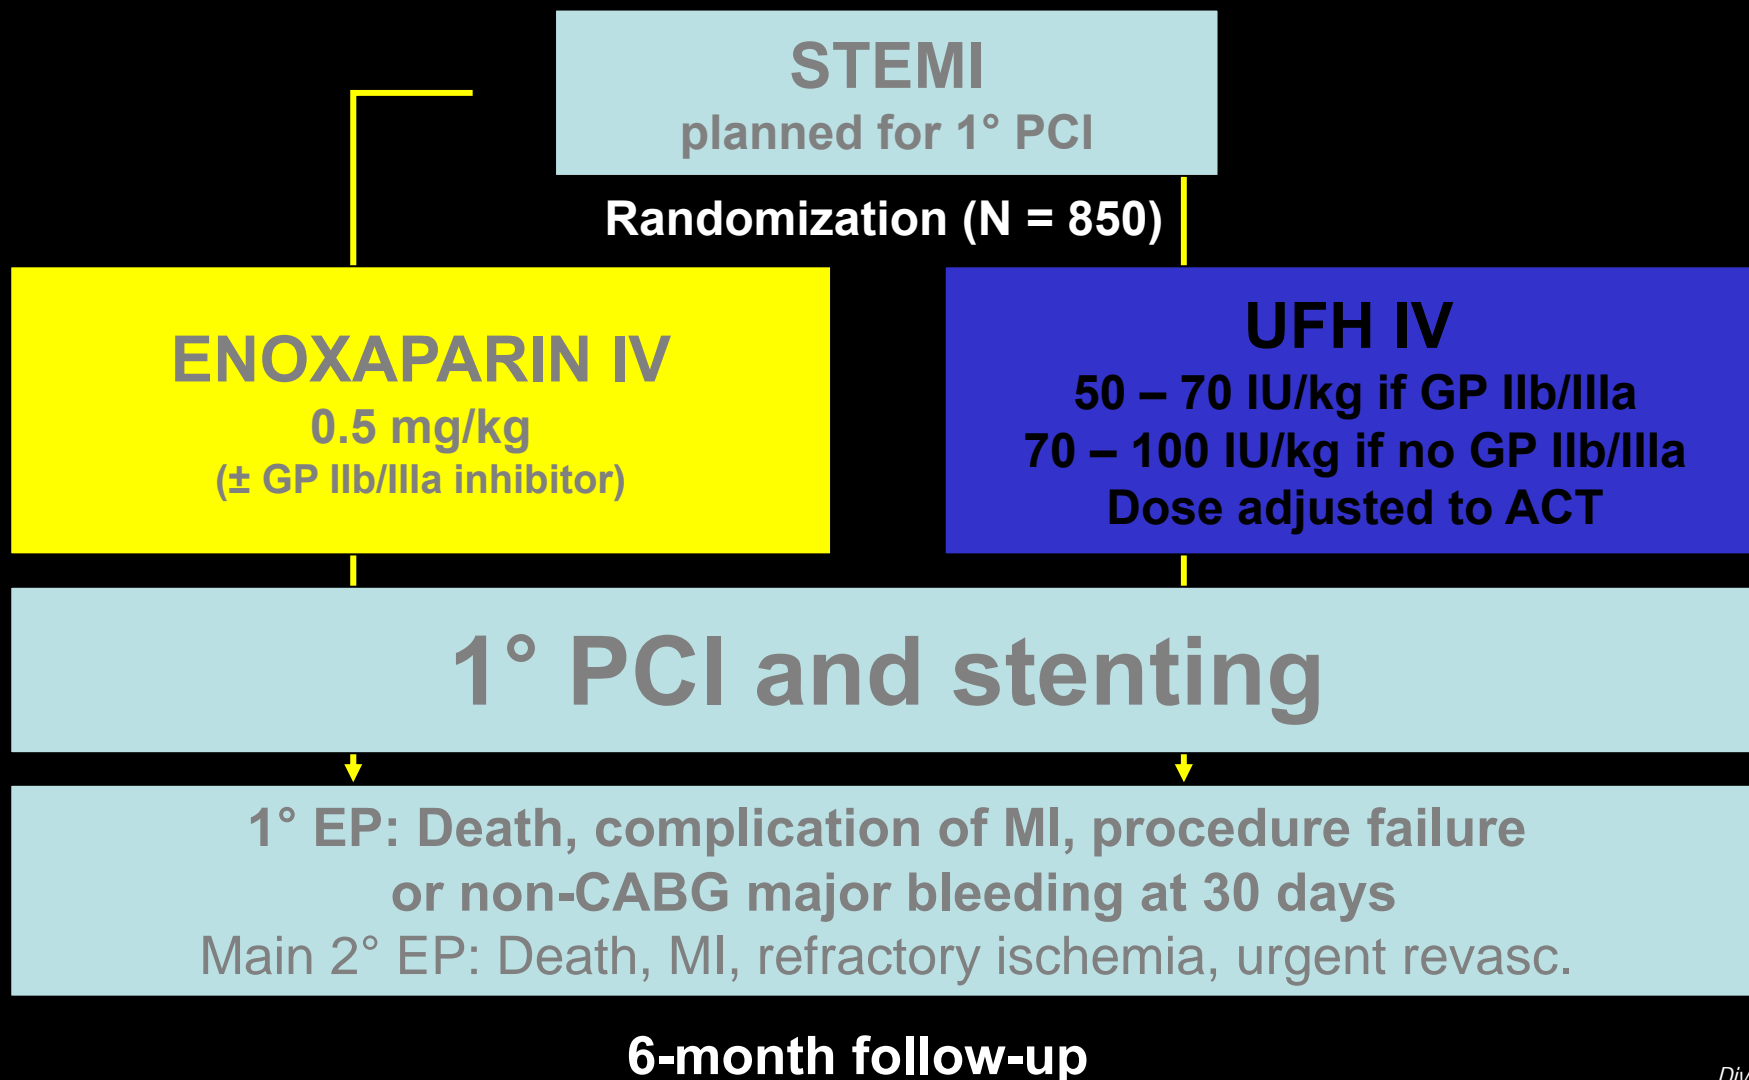 STEMI
planned for 1° PCI
Randomization (N = 850)
ENOXAPARIN IV
0.5 mg/kg
(± GP IIb/IIIa inhibitor)
UFH IV
50 – 70 IU/kg if GP IIb/IIIa
70 – 100 IU/kg if no GP IIb/IIIa
Dose adjusted to ACT
1° PCI and stenting
1° EP: Death, complication of MI, procedure failure
or non-CABG major bleeding at 30 days
Main 2° EP: Death, MI, refractory ischemia, urgent revasc.
6-month follow-up